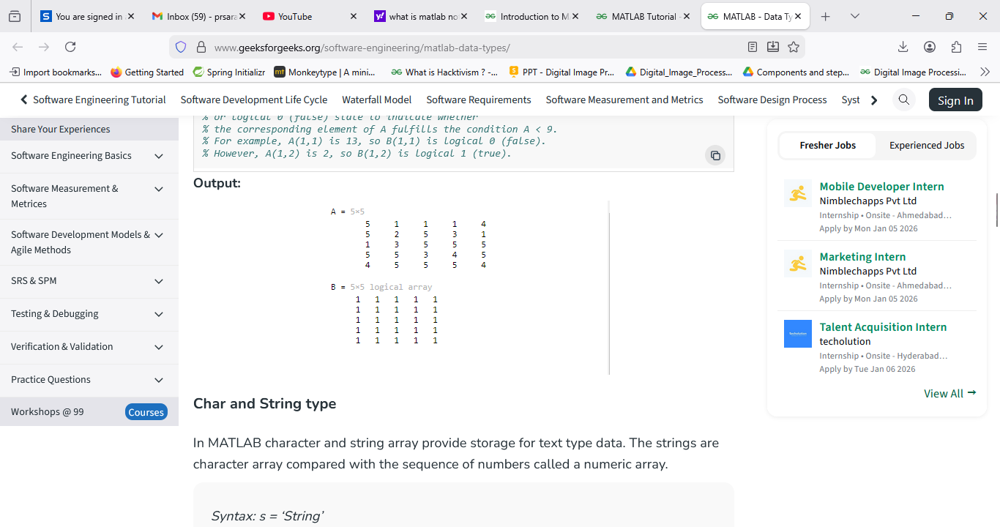 You are signed in
Inbox (59) - prsara
YouTube
what is matlab no
Introduction to M
MATLAB Tutorial -
MATLAB - Data Ty
www.geeksforgeeks.org/software-engineering/matlab-data-types/
Import bookmarks...
Getting Started
Spring Initializr
Monkeytype | A mini...
What is Hacktivism ? -...
PPT - Digital Image Pr...
Digital_Image_Process...
Components and step...
Digital Image Processi...
Software Engineering Tutorial
Software Development Life Cycle
Waterfall Model
Software Requirements
Software Measurement and Metrics
Software Design Process
Syst
Sign In
Share Your Experiences
Software Engineering Basics
Software Measurement &
Metrices
Software Development Models &
Agile Methods
SRS & SPM
Testing & Debugging
Verification & Validation
Practice Questions
Workshops @ 99
Courses
% or logical 0 (false) state to indicate whether
% the corresponding element of A fulfills the condition A < 9.
% For example, A(1,1) is 13, so B(1,1) is logical 0 (false).
% However, A(1,2) is 2, so B(1,2) is logical 1 (true).
Output:
A = 5×5
5 1 1 1 4
5 2 5 3 1
1 3 5 5 5
5 5 3 4 5
4 5 5 5 4
B = 5×5 logical array
1 1 1 1 1
1 1 1 1 1
1 1 1 1 1
1 1 1 1 1
1 1 1 1 1
Char and String type
In MATLAB character and string array provide storage for text type data. The strings are
character array compared with the sequence of numbers called a numeric array.
Syntax: s = ‘String’
Fresher Jobs
Experienced Jobs
Mobile Developer Intern
Nimblechapps Pvt Ltd
Internship • Onsite - Ahmedabad...
Apply by Mon Jan 05 2026
Marketing Intern
Nimblechapps Pvt Ltd
Internship • Onsite - Ahmedabad...
Apply by Mon Jan 05 2026
Talent Acquisition Intern
techolution
Internship • Onsite - Hyderabad...
Apply by Tue Jan 06 2026
View All